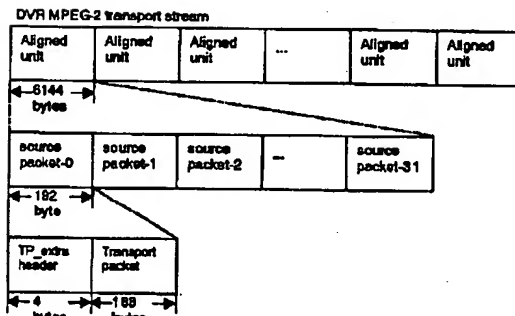 DVR MPEG-2 transport stream
Aligned unit
Aligned unit
Aligned unit
...
Aligned unit
Aligned unit
6144 bytes
source packet-0
source packet-1
source packet-2
...
source packet-31
192 byte
TP_extra header
Transport packet
4 bytes
188 bytes